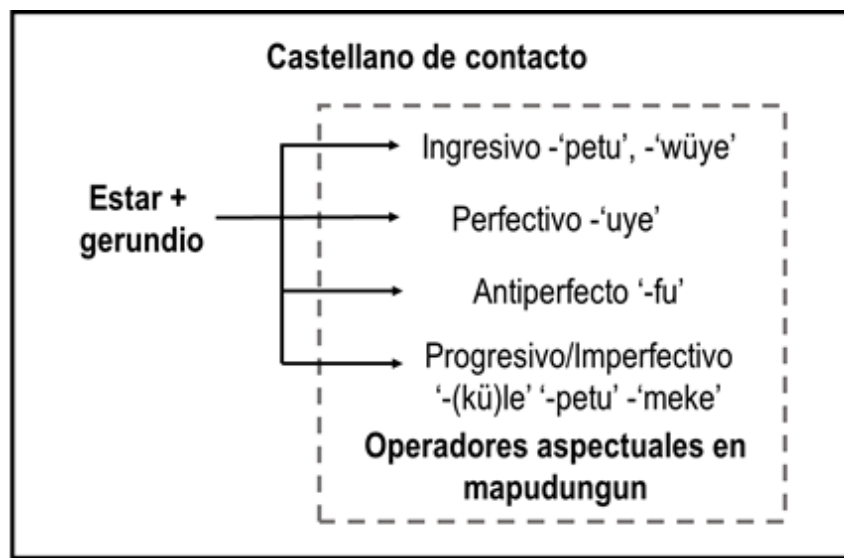 Castellano de contacto
Estar +
gerundio
Ingresivo -‘petu’, -‘wüye’
Perfectivo -‘uye’
Antiperfecto ‘-fu’
Progresivo/Imperfectivo
‘-(kü)le’ ‘-petu’ -‘meke’
Operadores aspectuales en
mapudungun